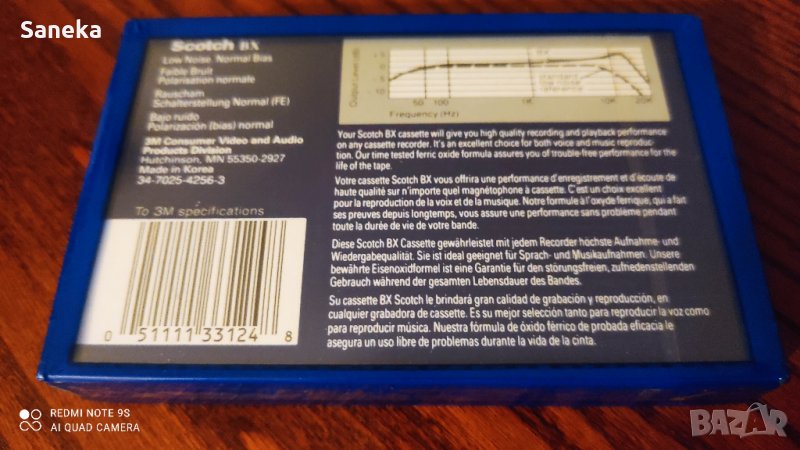 Saneka
Scotch BX
Low Noise. Normal Bias
Faible Bruit
Polarisation normale
Rauscham
Schalterstellung Normal (FE)
Bajo ruido
Polarización (bias) normal
3M Consumer Video and Audio
Products Division
Hutchinson, MN 55350-2927
Made in Korea
34-7025-4256-3
To 3M specifications
0 51111 33124 8
Output Level (dB)
BX
standard
low noise
reference
50 100 1K 10K 20K
Frequency (Hz)
Your Scotch BX cassette will give you high quality recording and playback performance
on any cassette recorder. It's an excellent choice for both voice and music reproduc-
tion. Our time tested ferric oxide formula assures you of trouble-free performance for the
life of the tape.
Votre cassette Scotch BX vous offrira une performance d'enregistrement et d'écoute de
haute qualité sur n'importe quel magnétophone à cassette. C'est un choix excellent
pour la reproduction de la voix et de la musique. Notre formule à l'oxyde ferrique, qui a fait
ses preuves depuis longtemps, vous assure une performance sans problème pendant
toute la durée de vie de votre bande.
Diese Scotch BX Cassette gewährleistet mit jedem Recorder höchste Aufnahme- und
Wiedergabequalität. Sie ist ideal geeignet für Sprach- und Musikaufnahmen. Unsere
bewährte Eisenoxidformel ist eine Garantie für den störungsfreien, zufriedenstellenden
Gebrauch während der gesamten Lebensdauer des Bandes.
Su cassette BX Scotch le brindará gran calidad de grabación y reproducción, en
cualquier grabadora de cassette. Es su mejor selección tanto para reproducir la voz como
para reproducir música. Nuestra fórmula de óxido férrico de probada eficacia le
asegura un uso libre de problemas durante la vida de la cinta.
REDMI NOTE 9S
AI QUAD CAMERA
BAZAR